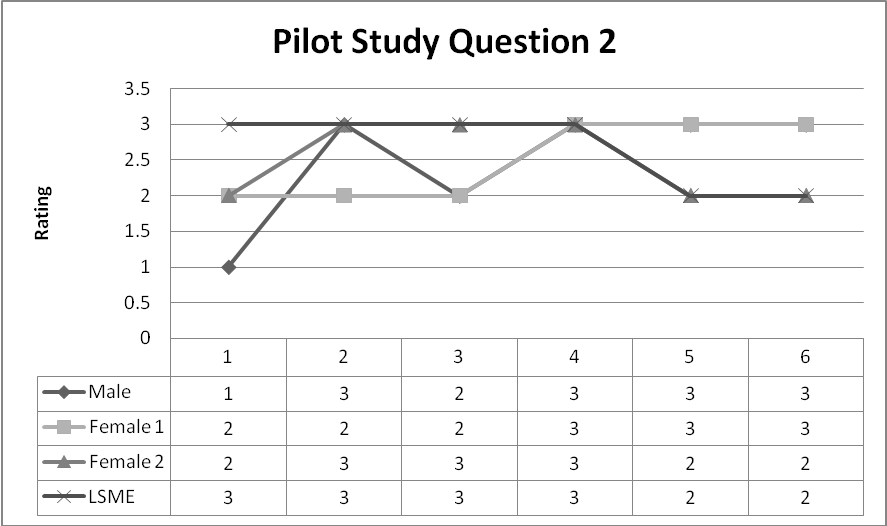 Pilot Study Question 2
Rating
3.5
3
2.5
2
1.5
1
0.5
0
1 2 3 4 5 6
Male 1 3 2 3 3 3
Female 1 2 2 2 3 3 3
Female 2 2 3 3 3 2 2
LSME 3 3 3 3 2 2